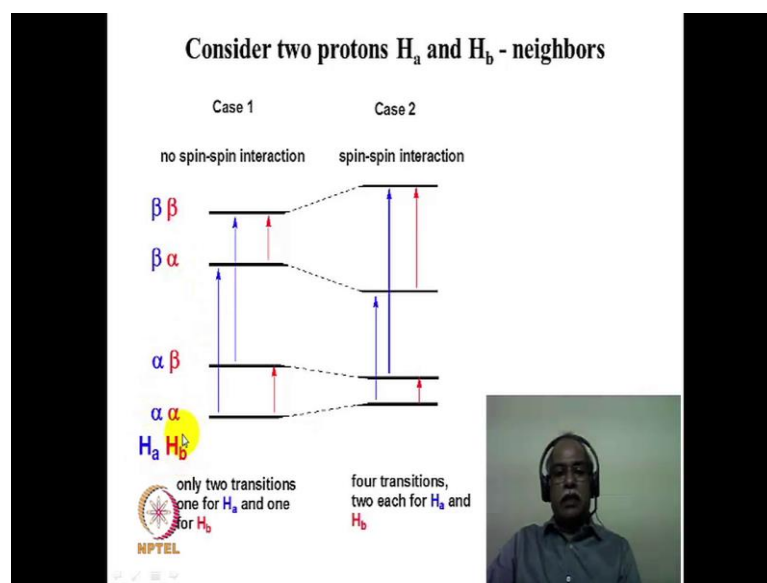 Consider two protons Ha and Hb - neighbors
Case 1
Case 2
no spin-spin interaction
spin-spin interaction
β β
β α
α β
α α
Ha Hb
only two transitions
one for Ha and one
for Hb
four transitions,
two each for Ha and
Hb
NPTEL